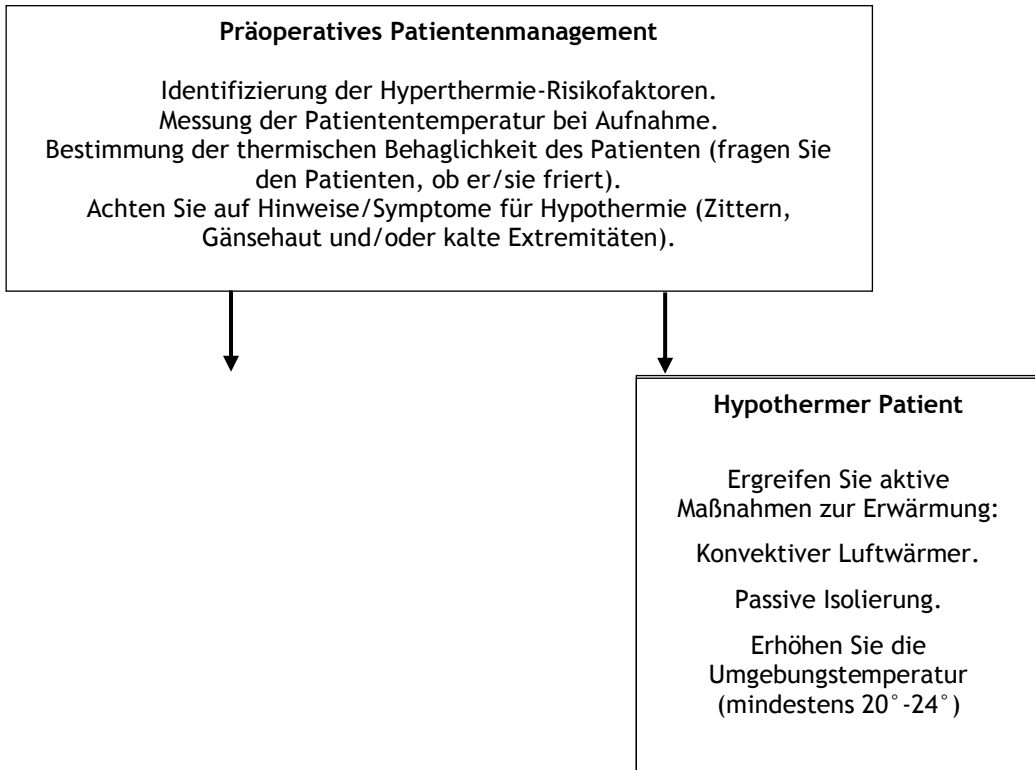 Präoperatives Patientenmanagement
Identifizierung der Hyperthermie-Risikofaktoren.
Messung der Patiententemperatur bei Aufnahme.
Bestimmung der thermischen Behaglichkeit des Patienten (fragen Sie
den Patienten, ob er/sie friert).
Achten Sie auf Hinweise/Symptome für Hypothermie (Zittern,
Gänsehaut und/oder kalte Extremitäten).
Hypothermer Patient
Ergreifen Sie aktive
Maßnahmen zur Erwärmung:
Konvektiver Luftwärmer.
Passive Isolierung.
Erhöhen Sie die
Umgebungstemperatur
(mindestens 20°-24°)